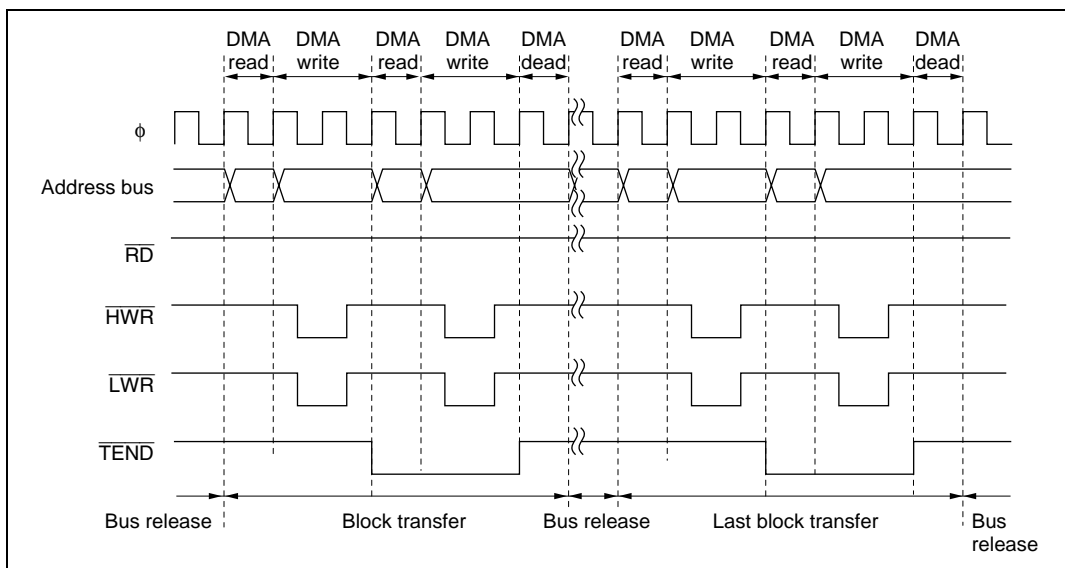 DMA DMA DMA DMA DMA DMA DMA DMA DMA DMA
read write read write dead read write read write dead
φ
Address bus
RD
HWR
LWR
TEND
Bus release Block transfer Bus release Last block transfer Bus
release